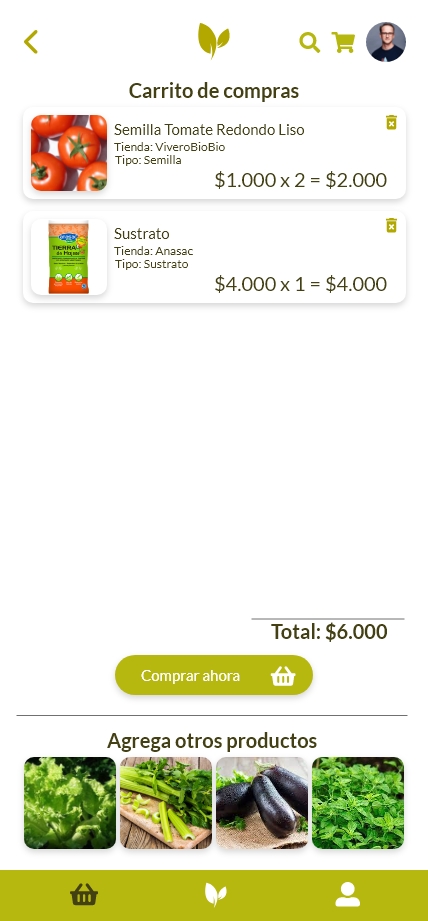 Carrito de compras
Semilla Tomate Redondo Liso
Tienda: ViveroBioBio
Tipo: Semilla
$1.000 x 2 = $2.000
Sustrato
Tienda: Anasac
Tipo: Sustrato
$4.000 x 1 = $4.000
TIERRA
de Hojas
Total: $6.000
Comprar ahora
Agrega otros productos